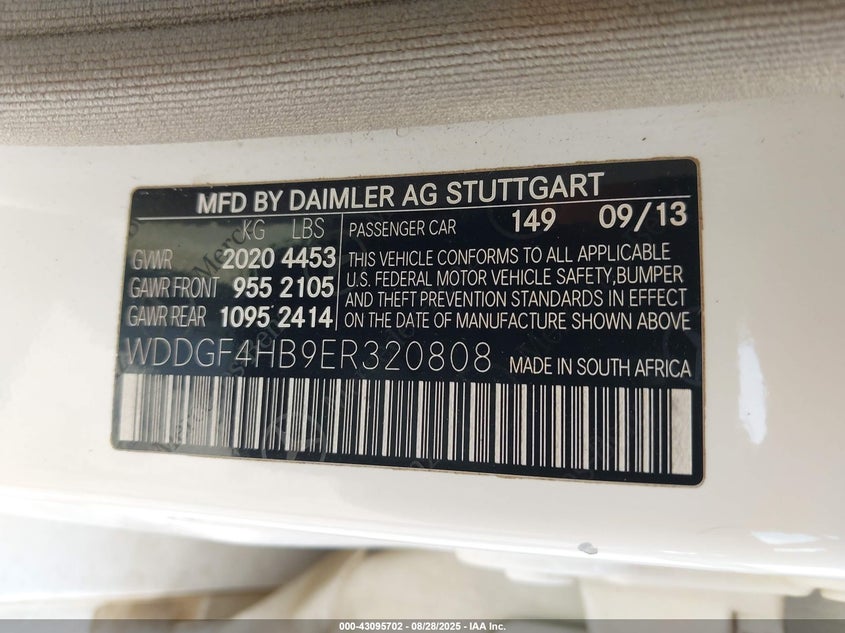 MFD BY DAIMLER AG STUTTGART
KG LBS
GVWR 2020 4453
GAWR FRONT 955 2105
GAWR REAR 1095 2414
PASSENGER CAR 149 09/13
THIS VEHICLE CONFORMS TO ALL APPLICABLE
U.S. FEDERAL MOTOR VEHICLE SAFETY,BUMPER
AND THEFT PREVENTION STANDARDS IN EFFECT
ON THE DATE OF MANUFACTURE SHOWN ABOVE
WDDGF4HB9ER320808 MADE IN SOUTH AFRICA
000-43095702 - 08/28/2025 - IAA Inc.